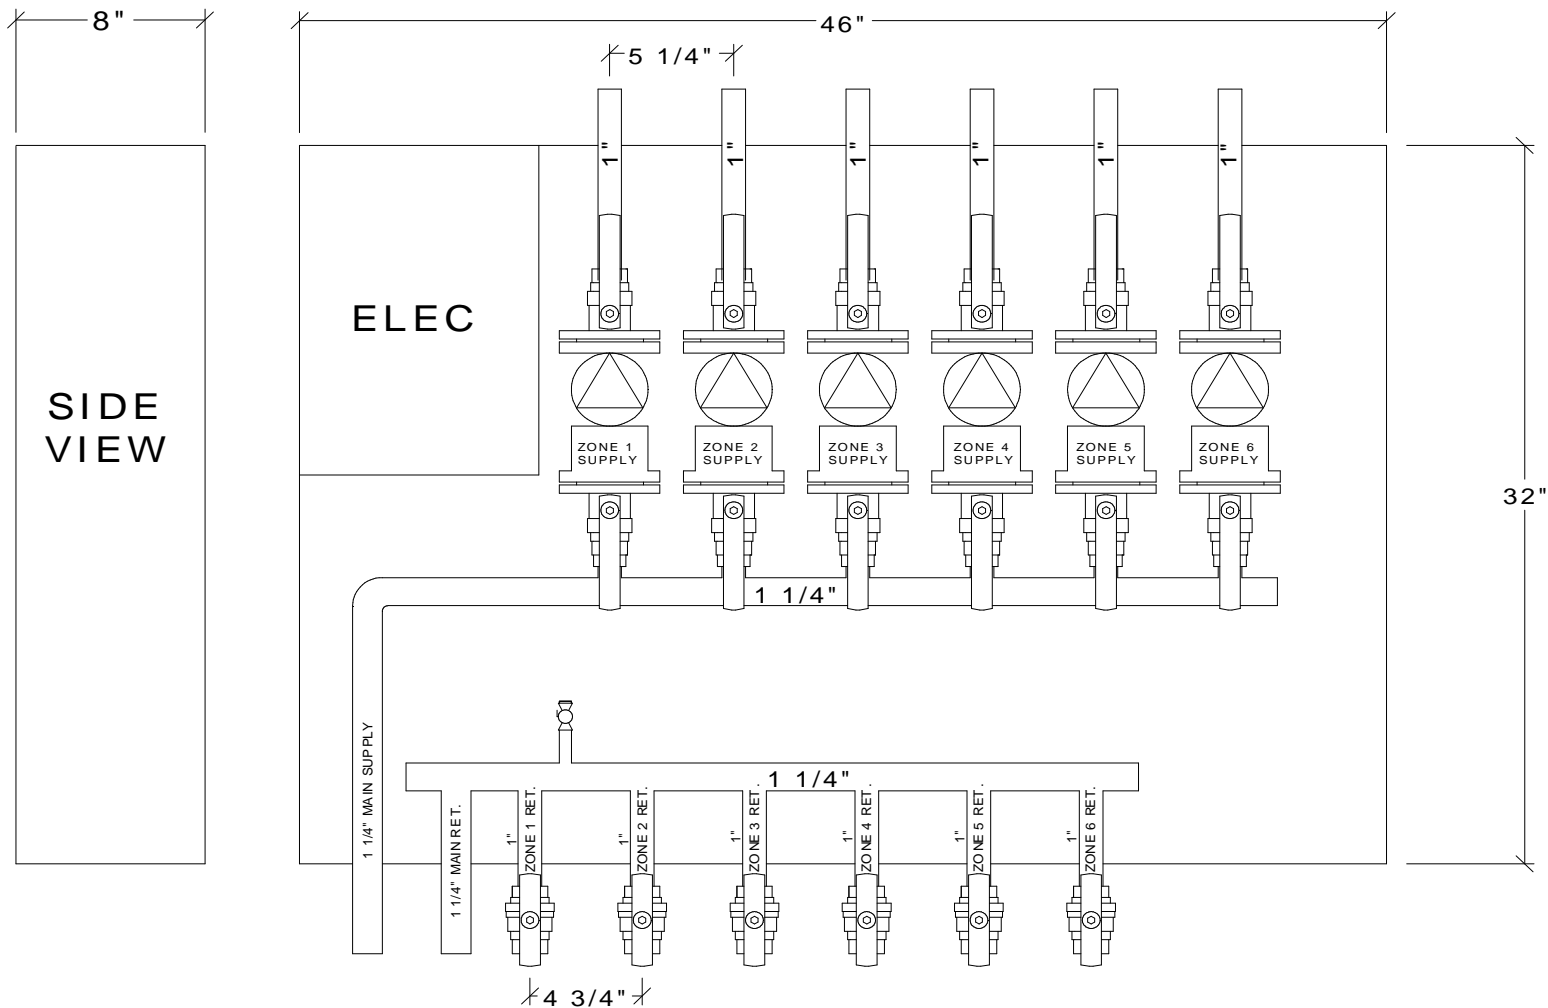 8"
46"
5 1/4"
1"
1"
1"
1"
1"
1"
ELEC
SIDE
VIEW
ZONE 1
SUPPLY
ZONE 2
SUPPLY
ZONE 3
SUPPLY
ZONE 4
SUPPLY
ZONE 5
SUPPLY
ZONE 6
SUPPLY
32"
1 1/4"
1 1/4" MAIN SUPPLY
1 1/4"
1 1/4" MAIN RET.
1"
ZONE 1 RET.
1"
ZONE 2 RET.
1"
ZONE 3 RET.
1"
ZONE 4 RET.
1"
ZONE 5 RET.
1"
ZONE 6 RET.
4 3/4"